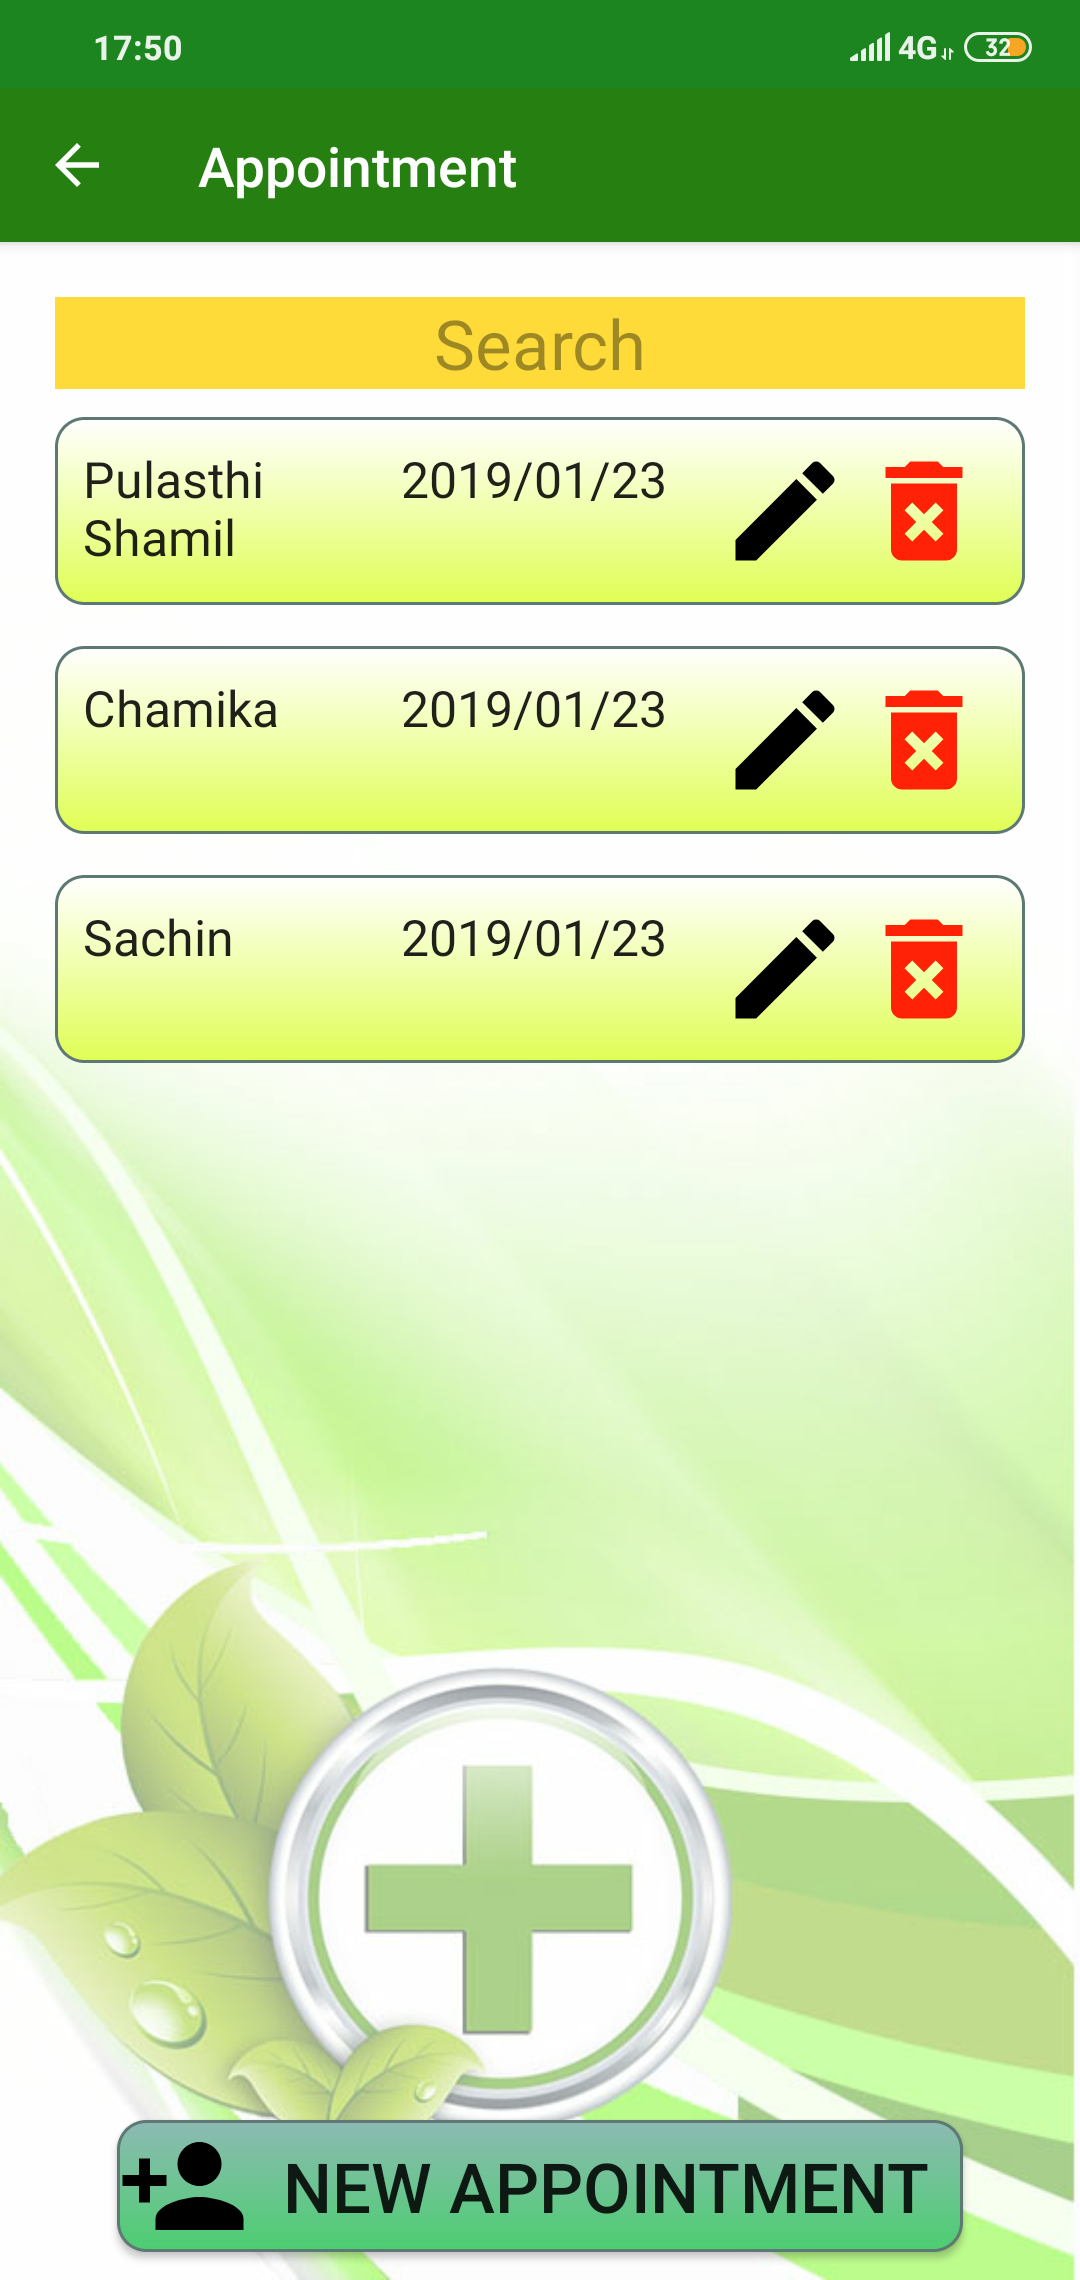 17:50 4G 32
Appointment
Search
Pulasthi 2019/01/23
Shamil
Chamika 2019/01/23
Sachin 2019/01/23
NEW APPOINTMENT